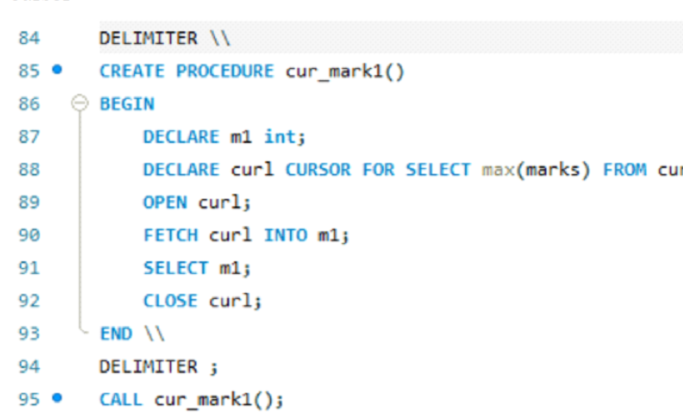 84 DELIMITER \\
85 CREATE PROCEDURE cur_mark1()
86 BEGIN
87 DECLARE m1 int;
88 DECLARE curl CURSOR FOR SELECT max(marks) FROM cur
89 OPEN curl;
90 FETCH curl INTO m1;
91 SELECT m1;
92 CLOSE curl;
93 END \\
94 DELIMITER ;
95 CALL cur_mark1();